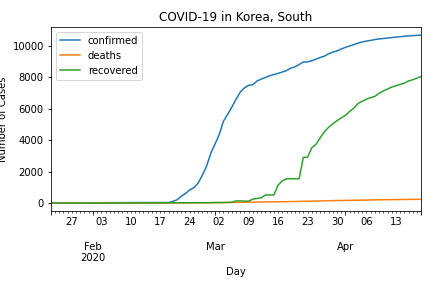 COVID-19 in Korea, South
confirmed
deaths
recovered
10000
8000
6000
4000
2000
0
Number of Cases
27 03 10 17 24 02 09 16 23 30 06 13
Feb Mar Apr
2020
Day